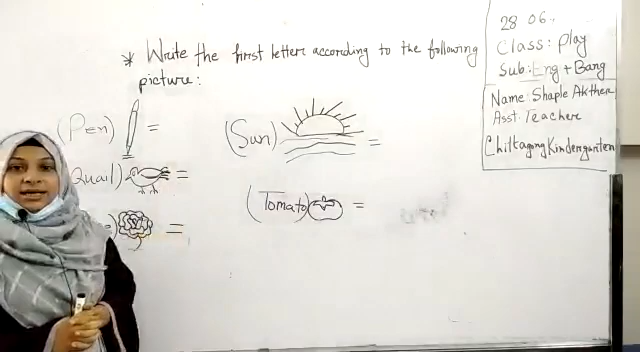 * Write the first letters according to the following
picture:
(Pen) =
Quail) =
) =
(Sun) =
(Tomato) =
28 06
Class: Play
Sub: Eng + Bang
Name: Shaple Akther
Asst. Teacher
Chittagong Kindergarten